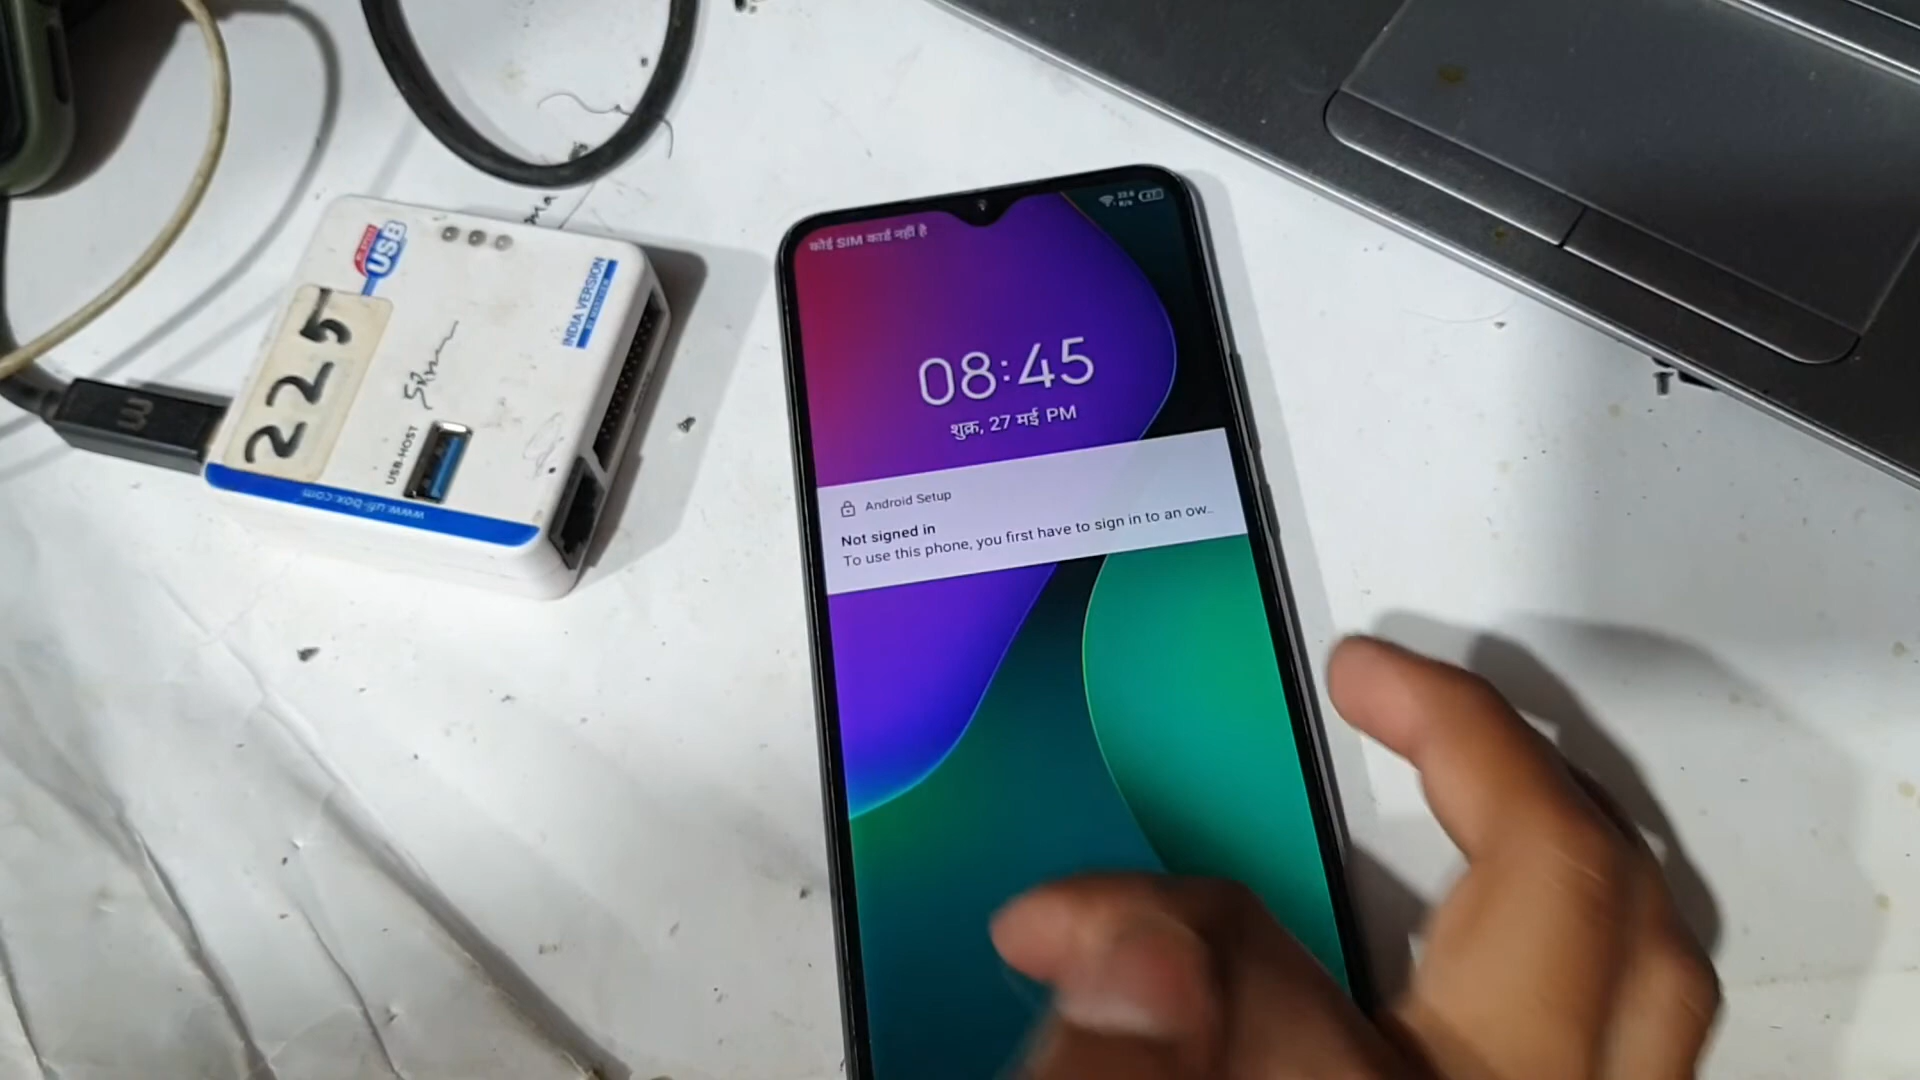 USB
INDIA VERSION
225
USB-HOST
www.ufi-box.com
कोई SIM कार्ड नहीं है
08:45
शुक्र, 27 मई PM
Android Setup
Not signed in
To use this phone, you first have to sign in to an ow..